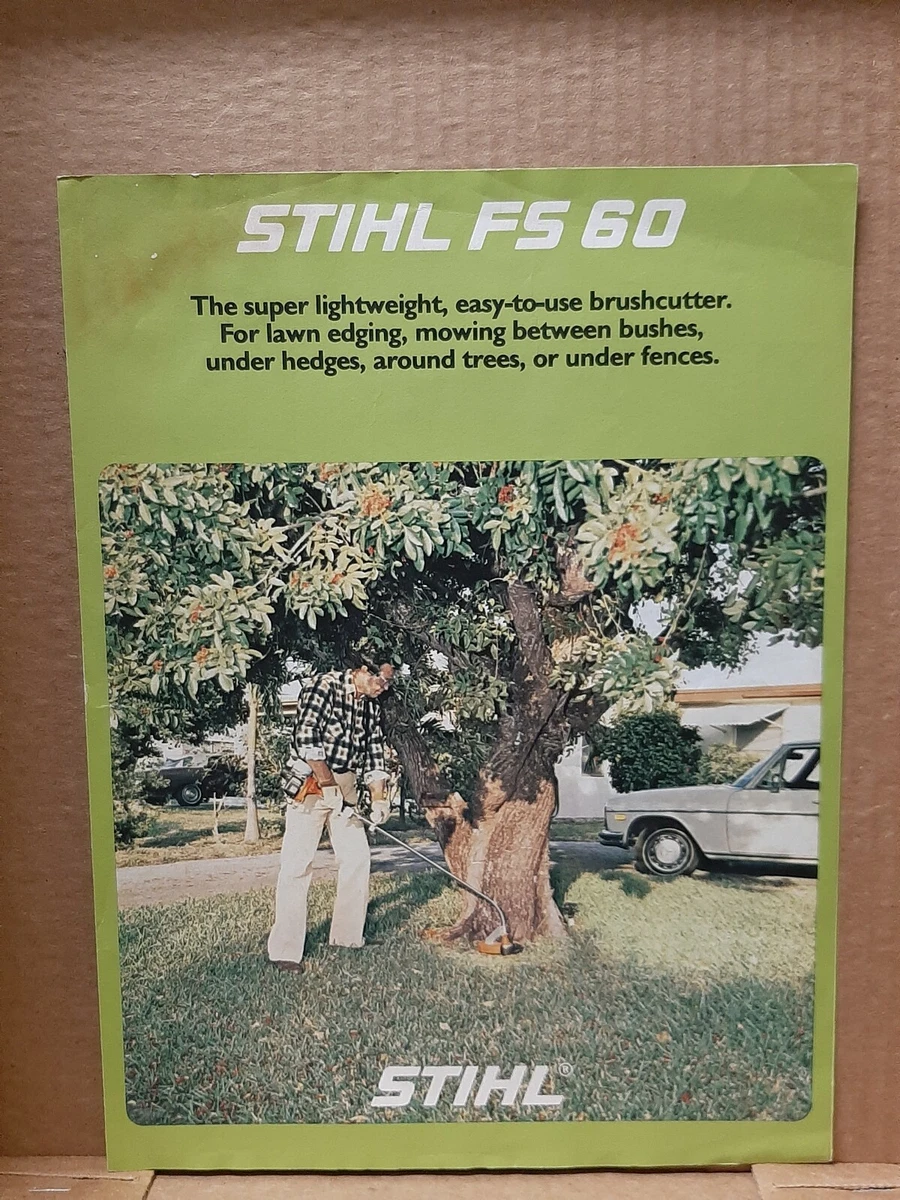 STIHL FS 60
The super lightweight, easy-to-use brushcutter.
For lawn edging, mowing between bushes,
under hedges, around trees, or under fences.
STIHL®